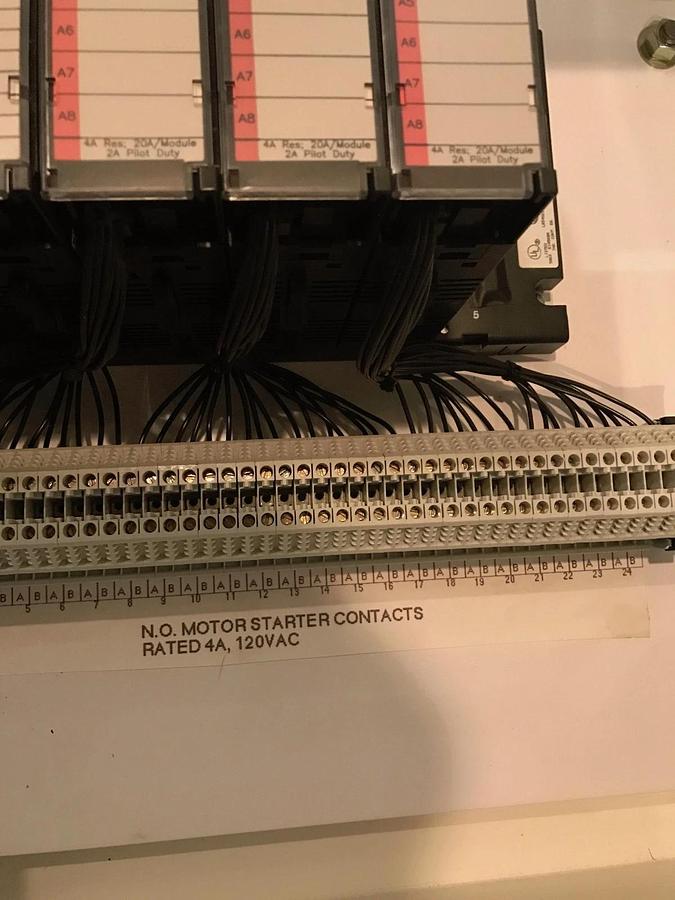 A5
A6
A6
A6
A7
A7
A7
A8
A8
A8
4A Res; 20A/Module
2A Pilot Duty
4A Res; 20A/Module
2A Pilot Duty
4A Res; 20A/Module
2A Pilot Duty
UL
5
B A B A B A B A B A B A B A B A B A B A B A B A B A B A B A B A B A B A B A B A B
5 6 7 8 9 10 11 12 13 14 15 16 17 18 19 20 21 22 23 24
N.O. MOTOR STARTER CONTACTS
RATED 4A, 120VAC